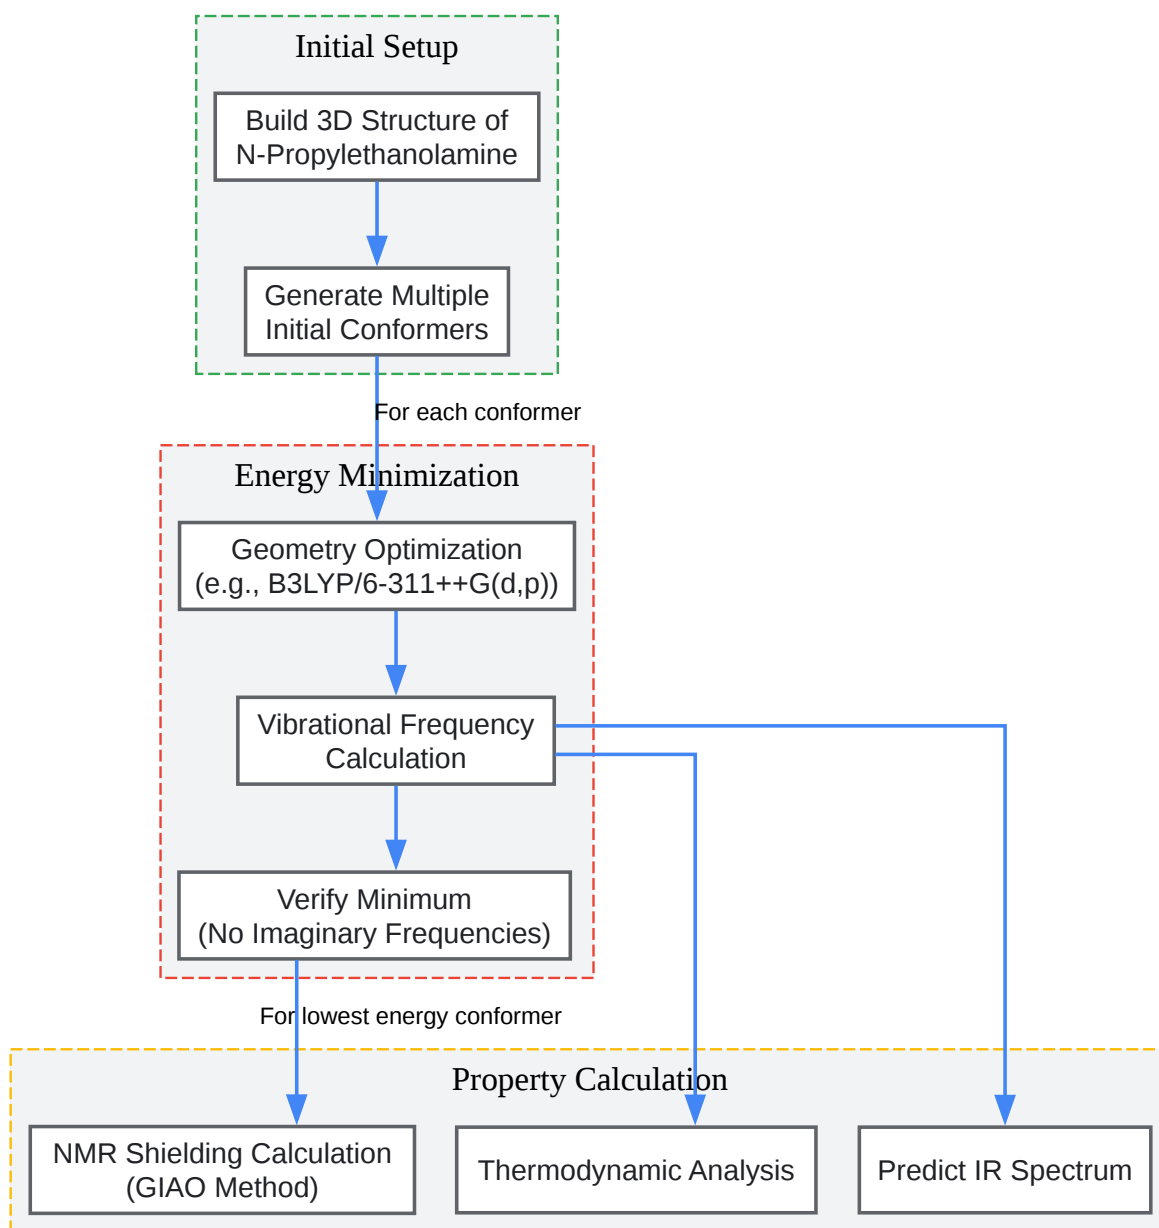 Initial Setup
Build 3D Structure of
N-Propylethanolamine
Generate Multiple
Initial Conformers
For each conformer
Energy Minimization
Geometry Optimization
(e.g., B3LYP/6-311++G(d,p))
Vibrational Frequency
Calculation
Verify Minimum
(No Imaginary Frequencies)
For lowest energy conformer
Property Calculation
NMR Shielding Calculation
(GIAO Method)
Thermodynamic Analysis
Predict IR Spectrum